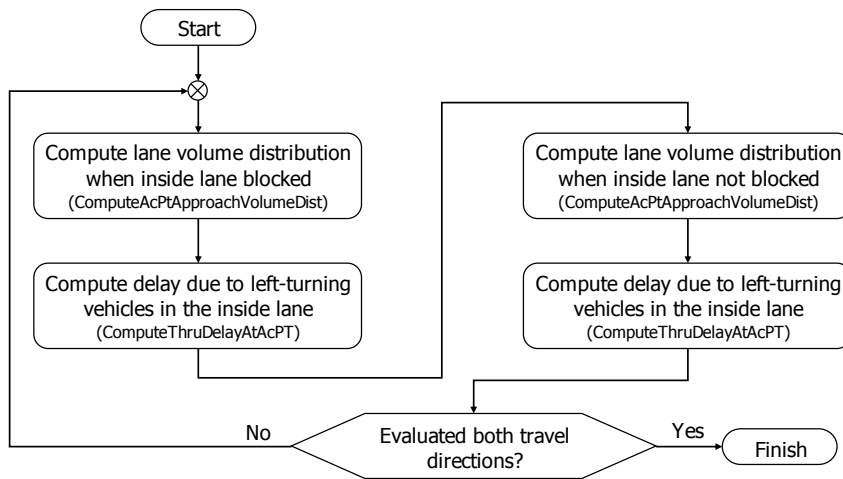 Start
Compute lane volume distribution
when inside lane blocked
(ComputeAcPtApproachVolumeDist)
Compute delay due to left-turning
vehicles in the inside lane
(ComputeThruDelayAtAcPT)
Compute lane volume distribution
when inside lane not blocked
(ComputeAcPtApproachVolumeDist)
Compute delay due to left-turning
vehicles in the inside lane
(ComputeThruDelayAtAcPT)
No
Evaluated both travel
directions?
Yes
Finish